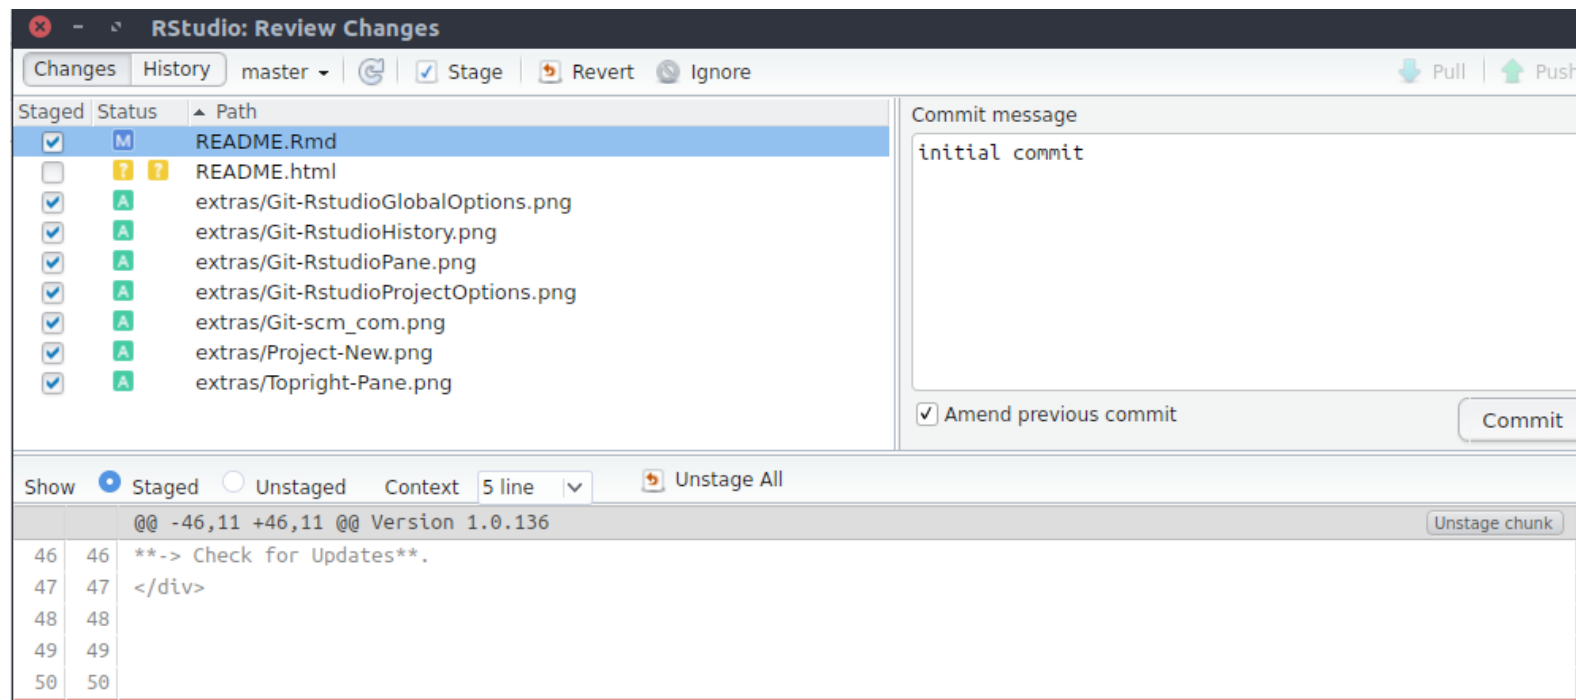 RStudio: Review Changes
Changes History master Stage Revert Ignore Pull Push
Staged Status Path
M README.Rmd
? ? README.html
A extras/Git-RstudioGlobalOptions.png
A extras/Git-RstudioHistory.png
A extras/Git-RstudioPane.png
A extras/Git-RstudioProjectOptions.png
A extras/Git-scm_com.png
A extras/Project-New.png
A extras/Topright-Pane.png
Commit message
initial commit
Amend previous commit
Commit
Show Staged Unstaged Context 5 line Unstage All
@@ -46,11 +46,11 @@ Version 1.0.136 Unstage chunk
46 46 **-> Check for Updates**.
47 47 </div>
48 48
49 49
50 50